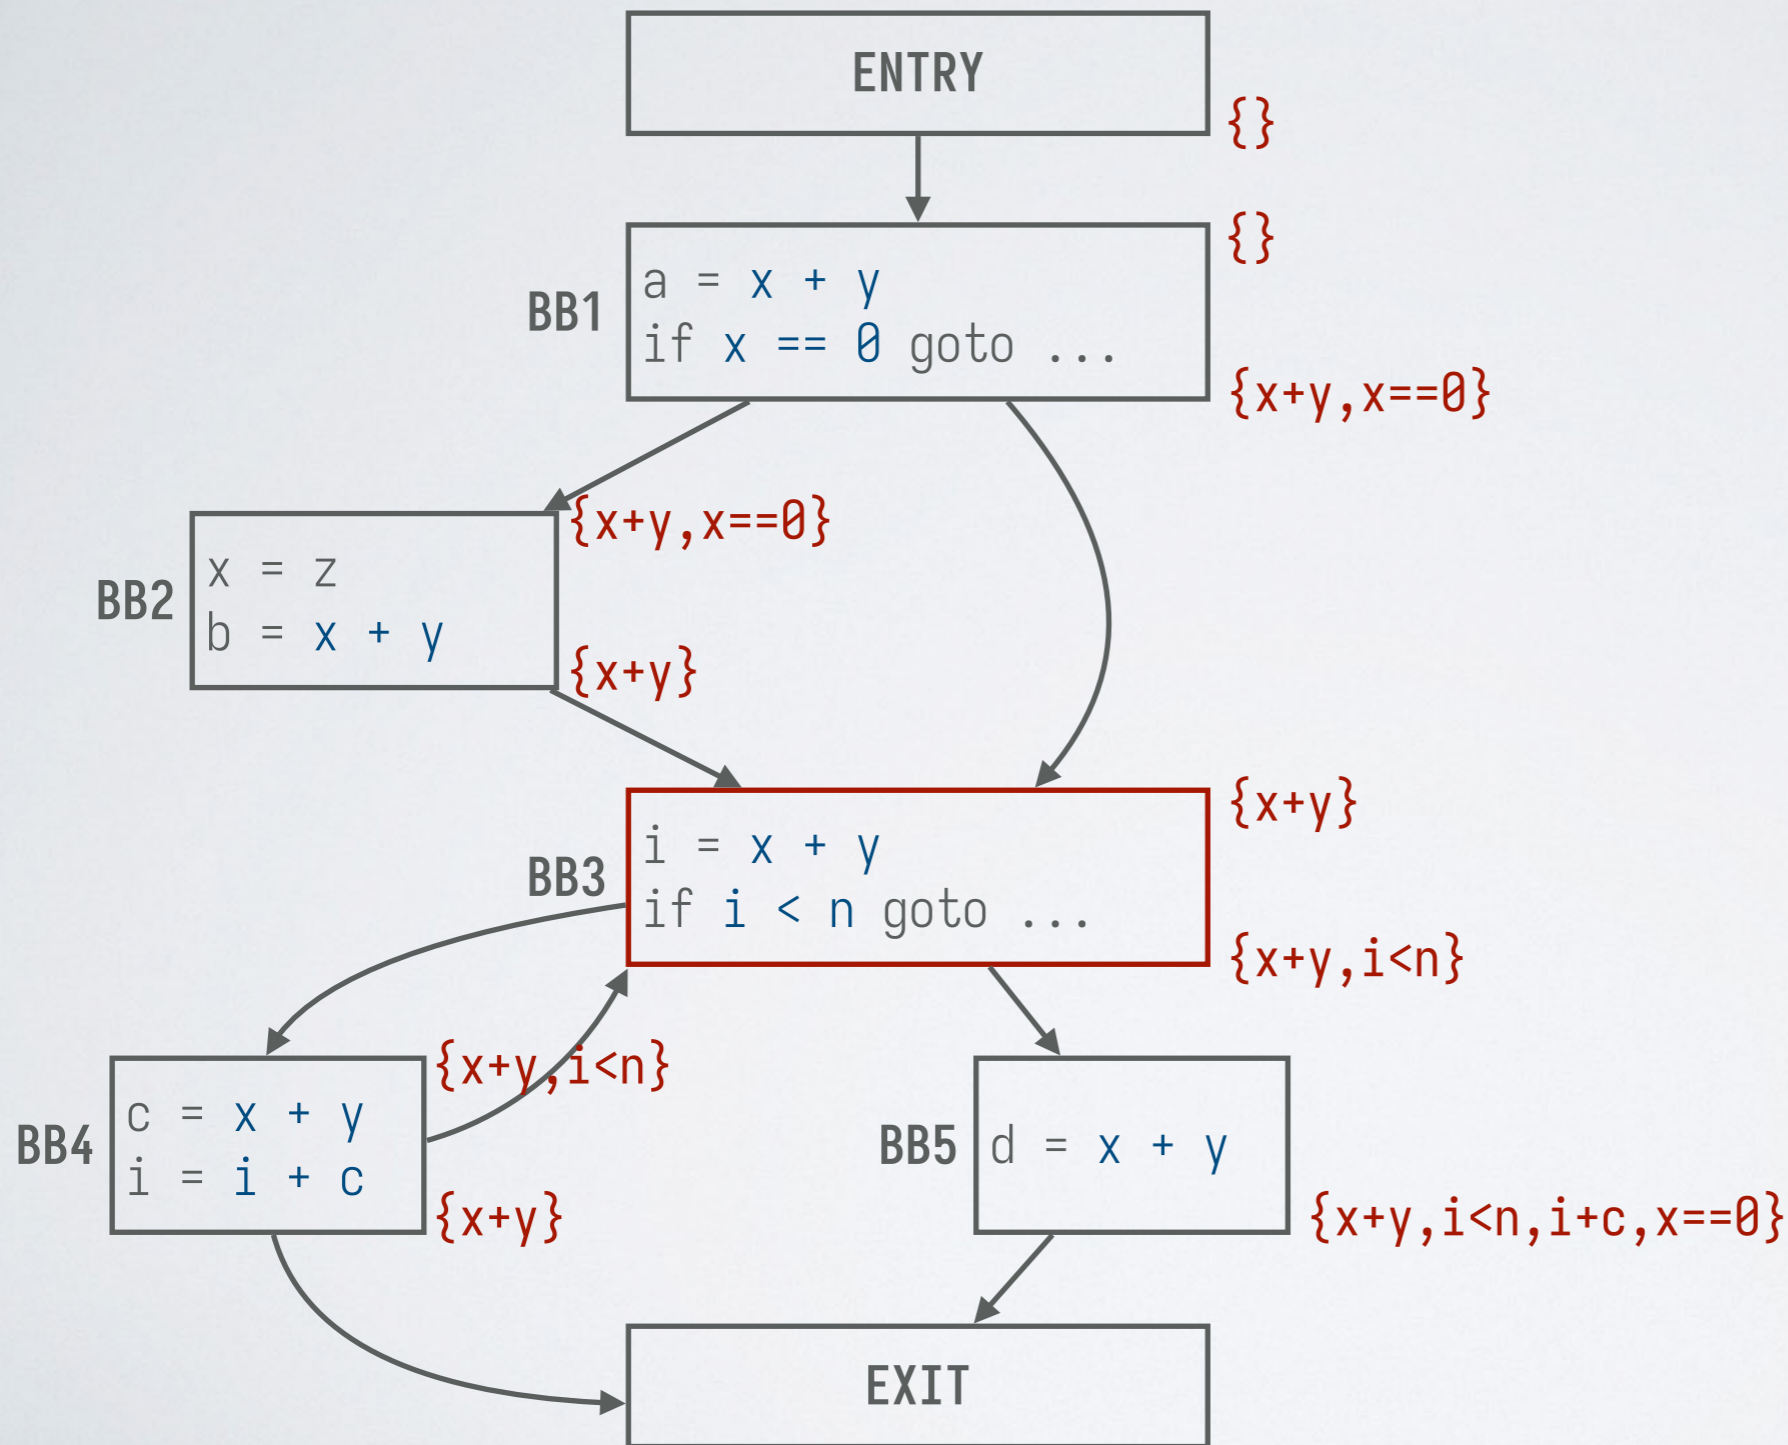 ENTRY
{}
{}
BB1
a = x + y
if x == 0 goto ...
{x+y,x==0}
{x+y,x==0}
BB2
x = z
b = x + y
{x+y}
{x+y}
BB3
i = x + y
if i < n goto ...
{x+y,i<n}
{x+y,i<n}
BB4
c = x + y
i = i + c
{x+y}
BB5
d = x + y
{x+y,i<n,i+c,x==0}
EXIT